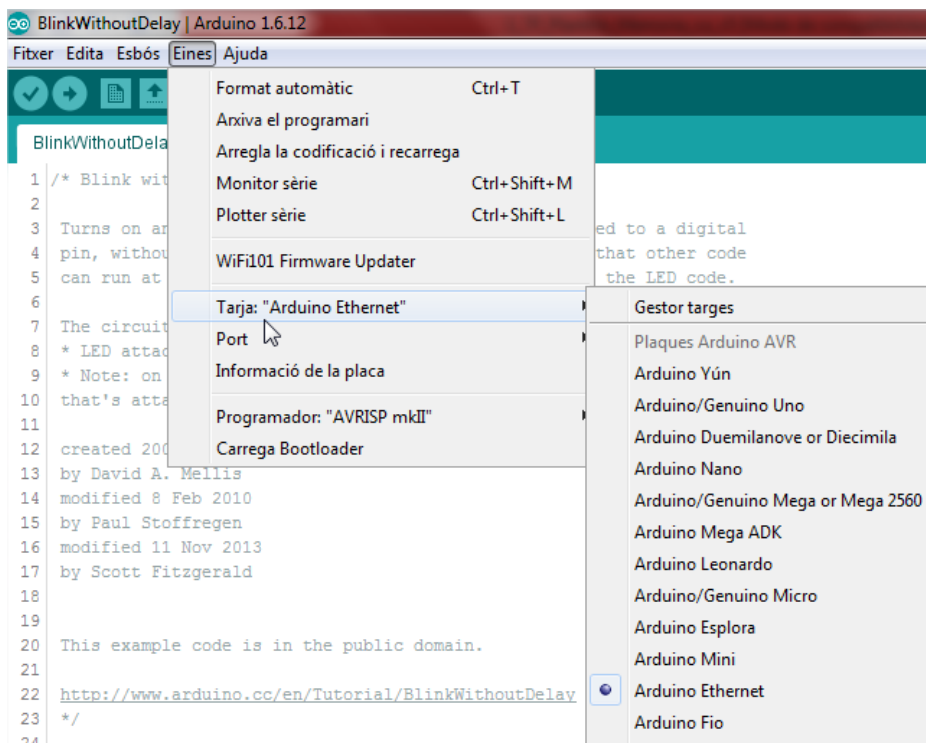 BlinkWithoutDelay | Arduino 1.6.12
Fitxer Edita Esbós Eines Ajuda
BlinkWithoutDela
Format automàtic Ctrl+T
Arxiva el programari
Arregla la codificació i recarrega
Monitor sèrie Ctrl+Shift+M
Plotter sèrie Ctrl+Shift+L
WiFi101 Firmware Updater
Tarja: "Arduino Ethernet"
Port
Informació de la placa
Programador: "AVRISP mkII"
Carrega Bootloader
Gestor targes
Plaques Arduino AVR
Arduino Yún
Arduino/Genuino Uno
Arduino Duemilanove or Diecimila
Arduino Nano
Arduino/Genuino Mega or Mega 2560
Arduino Mega ADK
Arduino Leonardo
Arduino/Genuino Micro
Arduino Esplora
Arduino Mini
Arduino Ethernet
Arduino Fio
1 /* Blink wit
2
3 Turns on an ed to a digital
4 pin, withou that other code
5 can run at the LED code.
6
7 The circuit
8 * LED attac
9 * Note: on
10 that's atta
11
12 created 200
13 by David A. Mellis
14 modified 8 Feb 2010
15 by Paul Stoffregen
16 modified 11 Nov 2013
17 by Scott Fitzgerald
18
19
20 This example code is in the public domain.
21
22 http://www.arduino.cc/en/Tutorial/BlinkWithoutDelay
23 */
24